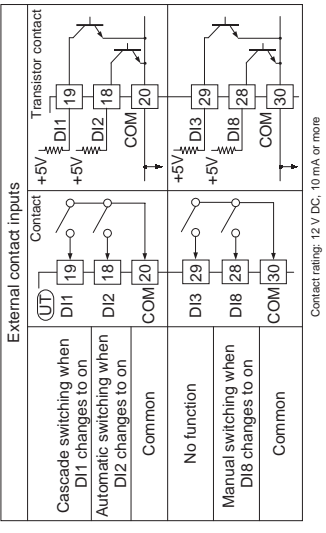 External contact inputs
Cascade switching when
DI1 changes to on
Automatic switching when
DI2 changes to on
Common
No function
Manual switching when
DI8 changes to on
Common
Contact
UT
DI1 19
DI2 18
COM 20
DI3 29
DI8 28
COM 30
Transistor contact
+5V DI1 19
+5V DI2 18
COM 20
+5V DI3 29
+5V DI8 28
COM 30
Contact rating: 12 V DC, 10 mA or more